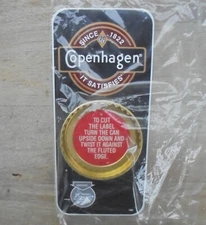 SINCE 1822
Copenhagen
IT SATISFIES
TO CUT
THE LABEL
TURN THE CAN
UPSIDE DOWN AND
TWIST IT AGAINST
THE FLUTED
EDGE.